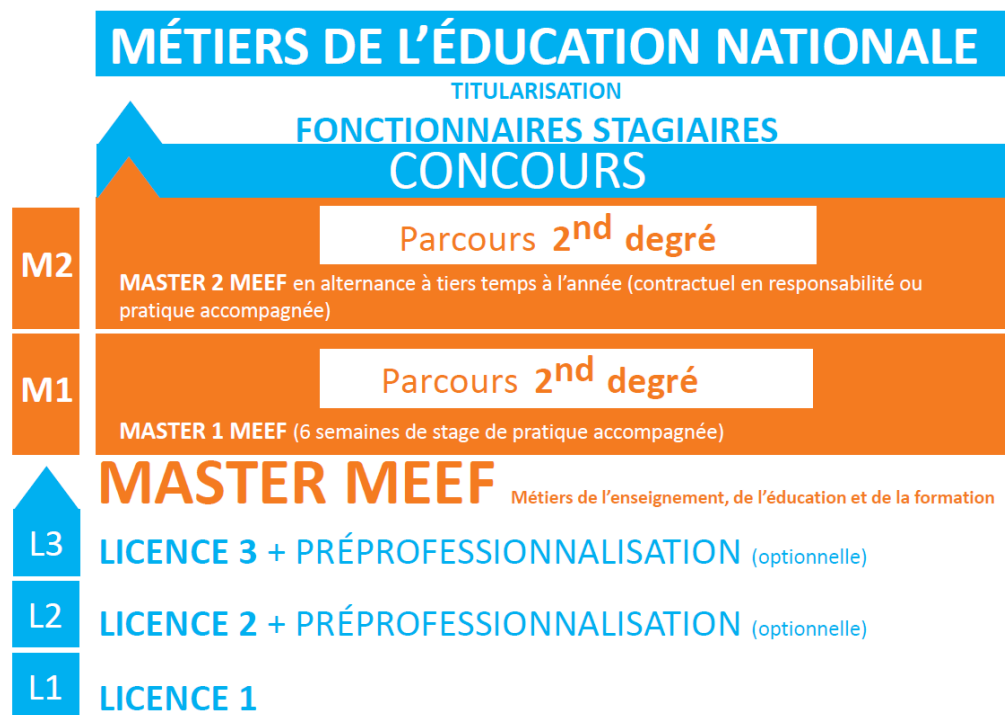 MÉTIERS DE L'ÉDUCATION NATIONALE
TITULARISATION
FONCTIONNAIRES STAGIAIRES
CONCOURS
M2
Parcours 2nd degré
MASTER 2 MEEF en alternance à tiers temps à l'année (contractuel en responsabilité ou
pratique accompagnée)
M1
Parcours 2nd degré
MASTER 1 MEEF (6 semaines de stage de pratique accompagnée)
MASTER MEEF Métiers de l'enseignement, de l'éducation et de la formation
L3 LICENCE 3 + PRÉPROFESSIONNALISATION (optionnelle)
L2 LICENCE 2 + PRÉPROFESSIONNALISATION (optionnelle)
L1 LICENCE 1